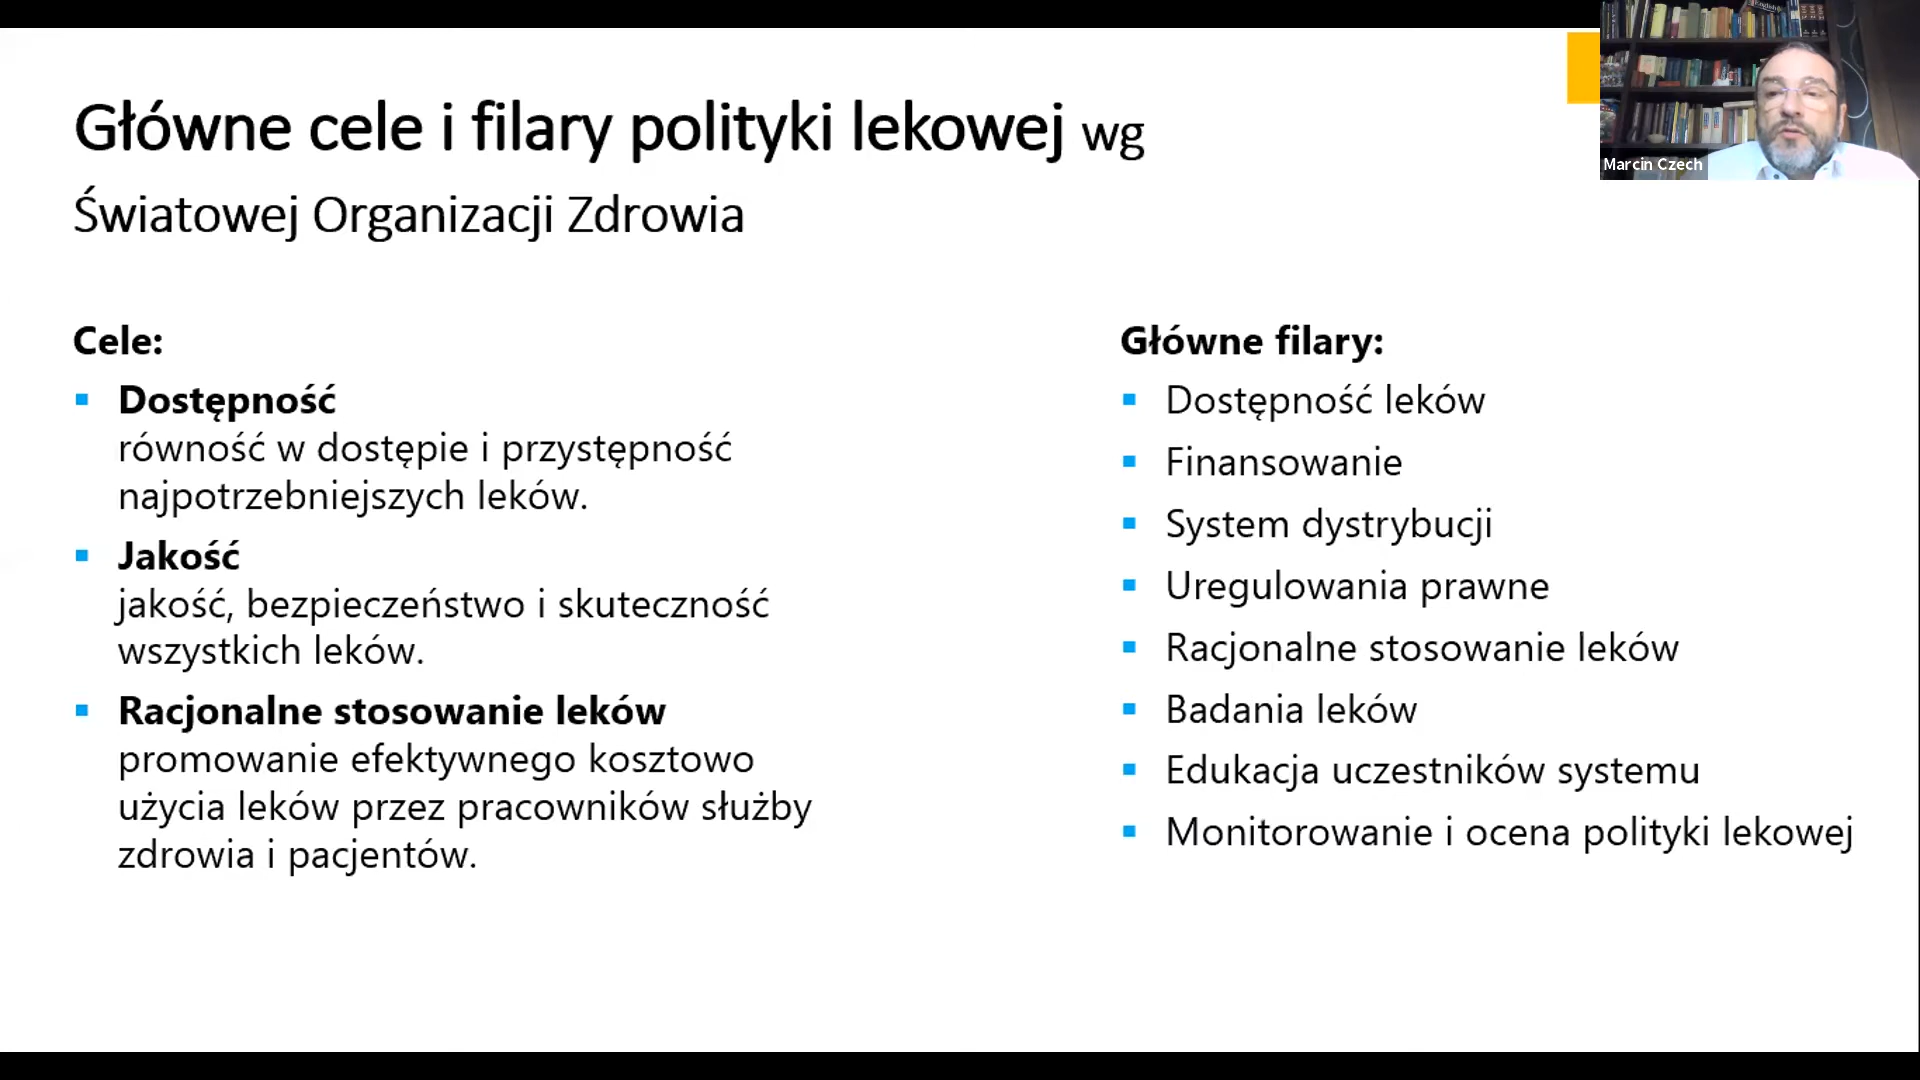 Główne cele i filary polityki lekowej wg
Światowej Organizacji Zdrowia
Marcin Czech
Cele:
Dostępność
równość w dostępie i przystępność
najpotrzebniejszych leków.
Jakość
jakość, bezpieczeństwo i skuteczność
wszystkich leków.
Racjonalne stosowanie leków
promowanie efektywnego kosztowo
użycia leków przez pracowników służby
zdrowia i pacjentów.
Główne filary:
Dostępność leków
Finansowanie
System dystrybucji
Uregulowania prawne
Racjonalne stosowanie leków
Badania leków
Edukacja uczestników systemu
Monitorowanie i ocena polityki lekowej